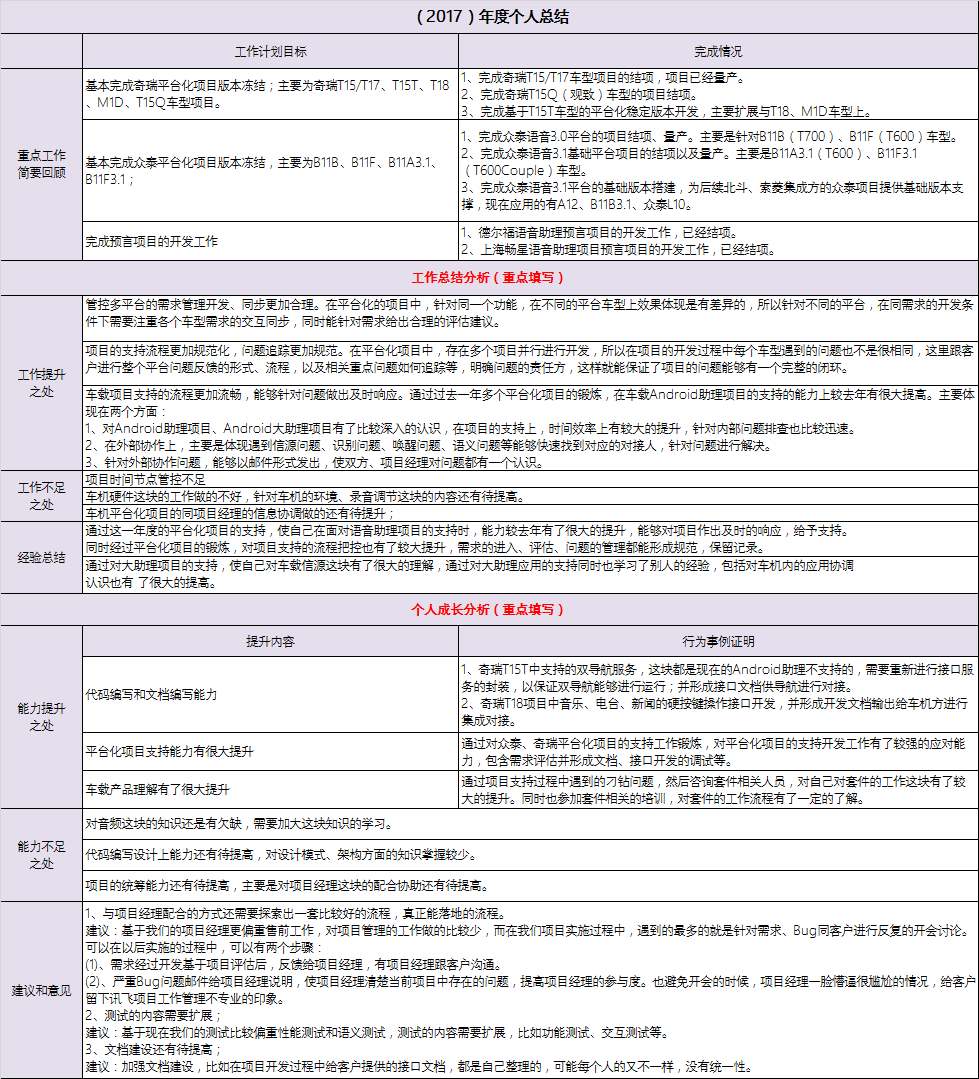 （2017）年度个人总结
工作计划目标
完成情况
重点工作
简要回顾
基本完成奇瑞平台化项目版本冻结；主要为奇瑞T15/T17、T15T、T18
、M1D、T15Q车型项目。
1、完成奇瑞T15/T17车型项目的结项，项目已经量产。
2、完成奇瑞T15Q（观致）车型的项目结项。
3、完成基于T15T车型的平台化稳定版本开发，主要扩展与T18、M1D车型上。
基本完成众泰平台化项目版本冻结，主要为B11B、B11F、B11A3.1、
B11F3.1；
1、完成众泰语音3.0平台的项目结项、量产。主要是针对B11B（T700）、B11F（T600）车型。
2、完成众泰语音3.1基础平台项目的结项以及量产。主要是B11A3.1（T600）、B11F3.1
（T600Couple）车型。
3、完成众泰语音3.1平台的基础版本搭建，为后续北斗、索菱集成方的众泰项目提供基础版本支
撑，现在应用的有A12、B11B3.1、众泰L10。
完成预言项目的开发工作
1、德尔福语音助理预言项目的开发工作，已经结项。
2、上海畅星语音助理项目预言项目的开发工作，已经结项。
工作总结分析（重点填写）
工作提升
之处
管控多平台的需求管理开发、同步更加合理。在平台化的项目中，针对同一个功能，在不同的平台车型上效果体现是有差异的，所以针对不同的平台，在同需求的开发条
件下需要注重各个车型需求的交互同步，同时能针对需求给出合理的评估建议。
项目的支持流程更加规范化，问题追踪更加规范。在平台化项目中，存在多个项目并行进行开发，所以在项目的开发过程中每个车型遇到的问题也不是很相同，这里跟客
户进行整个平台问题反馈的形式、流程，以及相关重点问题如何追踪等，明确问题的责任方，这样就能保证了项目的问题能够有一个完整的闭环。
车载项目支持的流程更加流畅，能够针对问题做出及时响应。通过过去一年多个平台化项目的锻炼，在车载Android助理项目的支持的能力上较去年有很大提高。主要体
现在两个方面：
1、对Android助理项目、Android大助理项目有了比较深入的认识，在项目的支持上，时间效率上有较大的提升，针对内部问题排查也比较迅速。
2、在外部协作上，主要是体现遇到信源问题、识别问题、唤醒问题、语义问题等能够快速找到对应的对接人，针对问题进行解决。
3、针对外部协作问题，能够以邮件形式发出，使双方、项目经理对问题都有一个认识。
工作不足
之处
项目时间节点管控不足
车机硬件这块的工作做的不好，针对车机的环境、录音调节这块的内容还有待提高。
车机平台化项目的同项目经理的信息协调做的还有待提升；
经验总结
通过这一年度的平台化项目的支持，使自己在面对语音助理项目的支持时，能力较去年有了很大的提升，能够对项目作出及时的响应，给予支持。
同时经过平台化项目的锻炼，对项目支持的流程把控也有了较大提升，需求的进入、评估、问题的管理都能形成规范，保留记录。
通过对大助理项目的支持，使自己对车载信源这块有了很大的理解，通过对大助理应用的支持同时也学习了别人的经验，包括对车机内的应用协调
认识也有 了很大的提高。
个人成长分析（重点填写）
提升内容
行为事例证明
能力提升
之处
代码编写和文档编写能力
1、奇瑞T15T中支持的双导航服务，这块都是现在的Android助理不支持的，需要重新进行接口服
务的封装，以保证双导航能够进行运行；并形成接口文档供导航进行对接。
2、奇瑞T18项目中音乐、电台、新闻的硬按键操作接口开发，并形成开发文档输出给车机方进行
集成对接。
平台化项目支持能力有很大提升
通过对众泰、奇瑞平台化项目的支持工作锻炼，对平台化项目的支持开发工作有了较强的应对能
力，包含需求评估并形成文档、接口开发的调试等。
车载产品理解有了很大提升
通过项目支持过程中遇到的刁钻问题，然后咨询套件相关人员，对自己对套件的工作这块有了较
大的提升。同时也参加套件相关的培训，对套件的工作流程有了一定的了解。
能力不足
之处
对音频这块的知识还是有欠缺，需要加大这块知识的学习。
代码编写设计上能力还有待提高，对设计模式、架构方面的知识掌握较少。
项目的统筹能力还有待提高，主要是对项目经理这块的配合协助还有待提高。
建议和意见
1、与项目经理配合的方式还需要探索出一套比较好的流程，真正能落地的流程。
建议：基于我们的项目经理更偏重售前工作，对项目管理的工作做的比较少，而在我们项目实施过程中，遇到的最多的就是针对需求、Bug同客户进行反复的开会讨论。
可以在以后实施的过程中，可以有两个步骤：
(1)、需求经过开发基于项目评估后，反馈给项目经理，有项目经理跟客户沟通。
(2)、严重Bug问题邮件给项目经理说明，使项目经理清楚当前项目中存在的问题，提高项目经理的参与度。也避免开会的时候，项目经理一脸懵逼很尴尬的情况，给客户
留下讯飞项目工作管理不专业的印象。
2、测试的内容需要扩展；
建议：基于现在我们的测试比较偏重性能测试和语义测试，测试的内容需要扩展，比如功能测试、交互测试等。
3、文档建设还有待提高；
建议：加强文档建设，比如在项目开发过程中给客户提供的接口文档，都是自己整理的，可能每个人的又不一样，没有统一性。